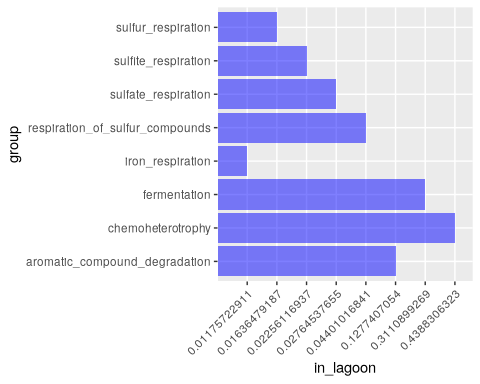 group
sulfur_respiration
sulfite_respiration
sulfate_respiration
respiration_of_sulfur_compounds
iron_respiration
fermentation
chemoheterotrophy
aromatic_compound_degradation
0.01175722911
0.01636479187
0.02256116937
0.02764537655
0.04401016841
0.1277407054
0.3110899269
0.4388306323
in_lagoon